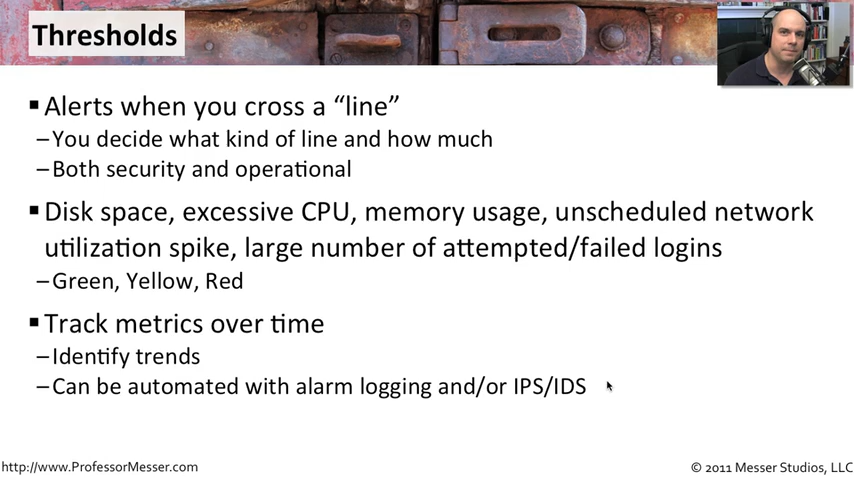 Thresholds
▪Alerts when you cross a “line”
–You decide what kind of line and how much
–Both security and operational
▪Disk space, excessive CPU, memory usage, unscheduled network
utilization spike, large number of attempted/failed logins
–Green, Yellow, Red
▪Track metrics over time
–Identify trends
–Can be automated with alarm logging and/or IPS/IDS
http://www.ProfessorMesser.com
© 2011 Messer Studios, LLC